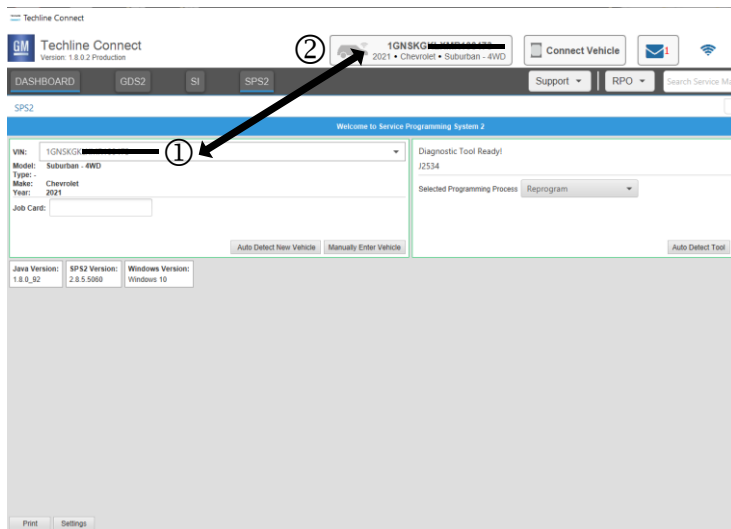 Techline Connect
GM
Techline Connect
Version: 1.8.0.2 Production
②
1GNSKGKLXMR
2021 • Chevrolet • Suburban - 4WD
Connect Vehicle
1
DASHBOARD
GDS2
SI
SPS2
Support
RPO
Search Service Ma
SPS2
Welcome to Service Programming System 2
VIN:
1GNSKGK
①
Model: Suburban - 4WD
Type: -
Make: Chevrolet
Year: 2021
Job Card:
Auto Detect New Vehicle
Manually Enter Vehicle
Diagnostic Tool Ready!
J2534
Selected Programming Process
Reprogram
Auto Detect Tool
Java Version:
1.8.0_92
SPS2 Version:
2.8.5.5060
Windows Version:
Windows 10
Print
Settings